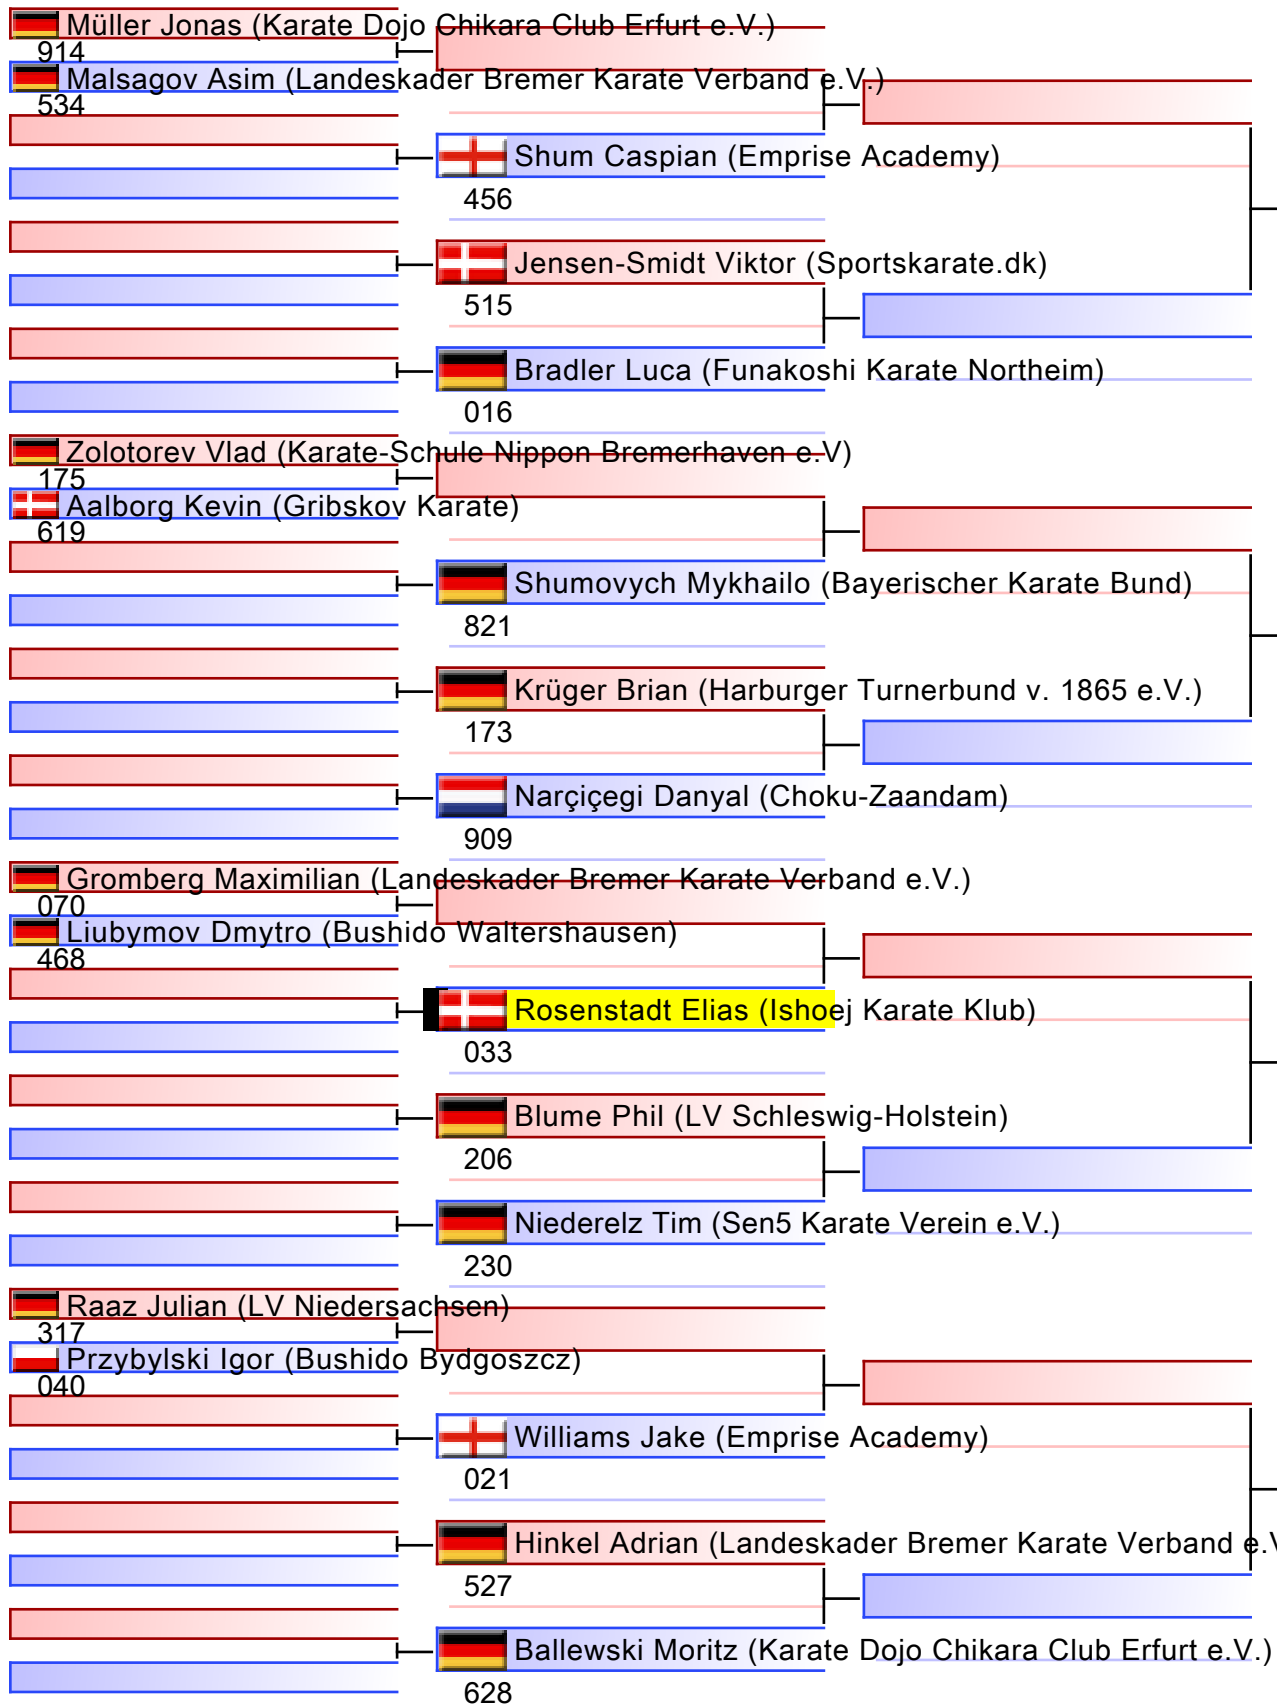 Müller Jonas (Karate Dojo Chikara Club Erfurt e.V.)
914
Malsagov Asim (Landeskader Bremer Karate Verband e.V.)
534
Shum Caspian (Emprise Academy)
456
Jensen-Smidt Viktor (Sportskarate.dk)
515
Bradler Luca (Funakoshi Karate Northeim)
016
Zolotorev Vlad (Karate-Schule Nippon Bremerhaven e.V)
175
Aalborg Kevin (Gribskov Karate)
619
Shumovych Mykhailo (Bayerischer Karate Bund)
821
Krüger Brian (Harburger Turnerbund v. 1865 e.V.)
173
Narçiçegi Danyal (Choku-Zaandam)
909
Gromberg Maximilian (Landeskader Bremer Karate Verband e.V.)
070
Liubymov Dmytro (Bushido Waltershausen)
468
Rosenstadt Elias (Ishoej Karate Klub)
033
Blume Phil (LV Schleswig-Holstein)
206
Niederelz Tim (Sen5 Karate Verein e.V.)
230
Raaz Julian (LV Niedersachsen)
317
Przybylski Igor (Bushido Bydgoszcz)
040
Williams Jake (Emprise Academy)
021
Hinkel Adrian (Landeskader Bremer Karate Verband e.V
527
Ballewski Moritz (Karate Dojo Chikara Club Erfurt e.V.)
628